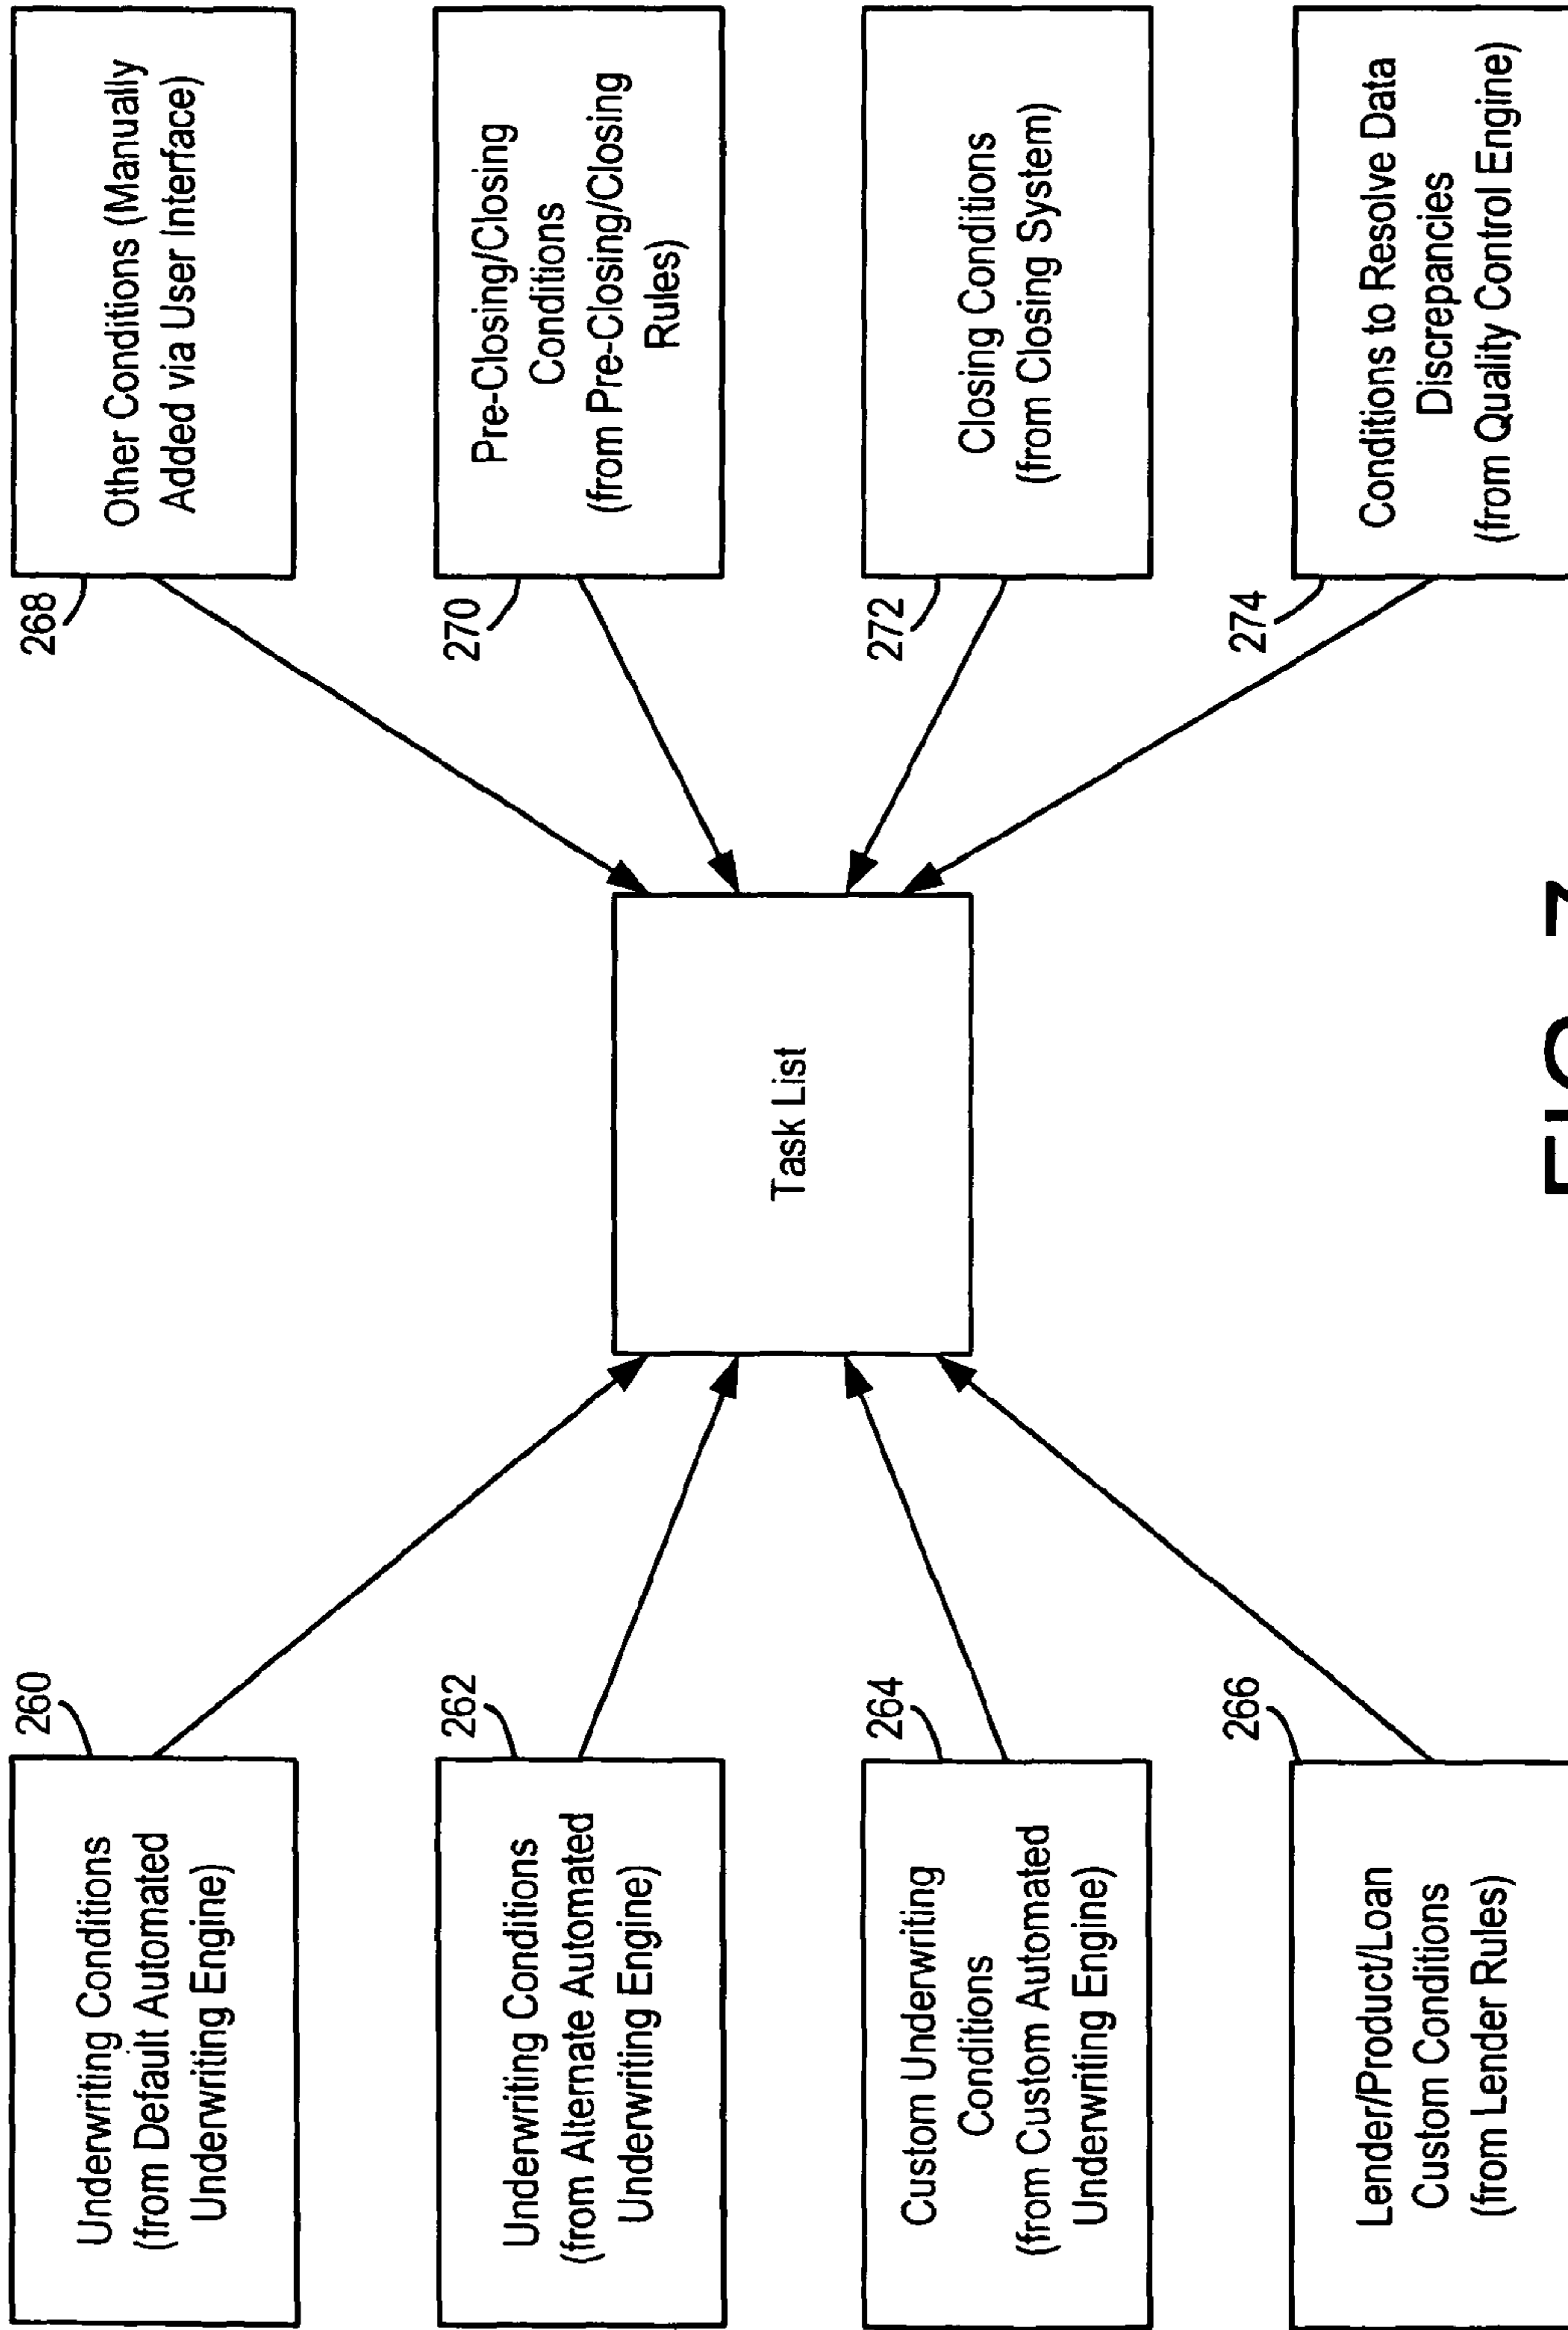 260
Underwriting Conditions
(from Default Automated
Underwriting Engine)
262
Underwriting Conditions
(from Alternate Automated
Underwriting Engine)
264
Custom Underwriting
Conditions
(from Custom Automated
Underwriting Engine)
266
Lender/Product/Loan
Custom Conditions
(from Lender Rules)
Task List
268
Other Conditions (Manually
Added via User Interface)
270
Pre-Closing/Closing
Conditions
(from Pre-Closing/Closing
Rules)
272
Closing Conditions
(from Closing System)
274
Conditions to Resolve Data
Discrepancies
(from Quality Control Engine)